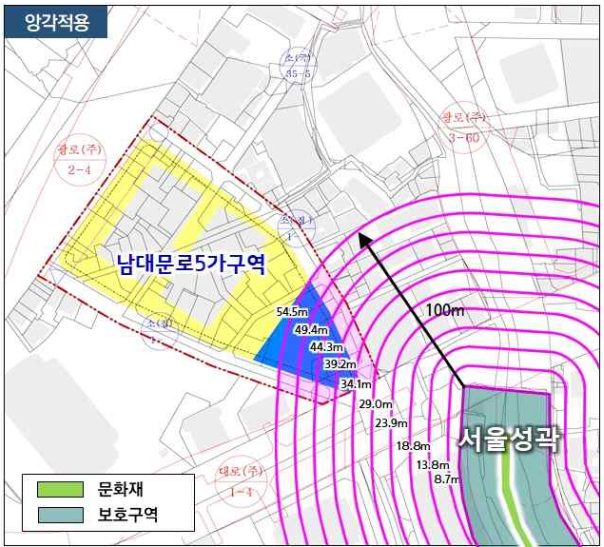 앙각적용
소(국)
35-5
광로(주)
3-60
광로(주)
2-4
남대문로5가구역
54.5m
49.4m
44.3m
39.2m
34.1m
29.0m
23.9m
18.8m
13.8m
8.7m
100m
서울성곽
대로(주)
1-4
문화재
보호구역